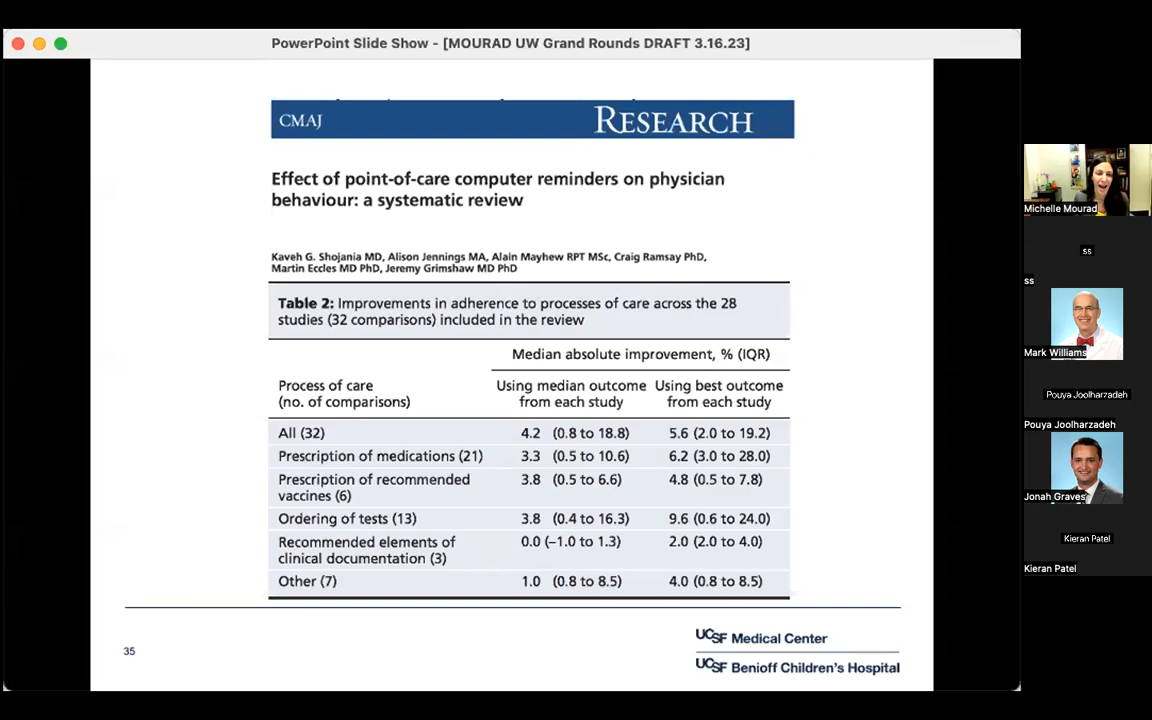 PowerPoint Slide Show - [MOURAD UW Grand Rounds DRAFT 3.16.23]
CMAJ RESEARCH
Effect of point-of-care computer reminders on physician
behaviour: a systematic review
Kaveh G. Shojania MD, Alison Jennings MA, Alain Mayhew RPT MSc, Craig Ramsay PhD,
Martin Eccles MD PhD, Jeremy Grimshaw MD PhD
Table 2: Improvements in adherence to processes of care across the 28
studies (32 comparisons) included in the review
Median absolute improvement, % (IQR)
Process of care Using median outcome Using best outcome
(no. of comparisons) from each study from each study
All (32) 4.2 (0.8 to 18.8) 5.6 (2.0 to 19.2)
Prescription of medications (21) 3.3 (0.5 to 10.6) 6.2 (3.0 to 28.0)
Prescription of recommended 3.8 (0.5 to 6.6) 4.8 (0.5 to 7.8)
vaccines (6)
Ordering of tests (13) 3.8 (0.4 to 16.3) 9.6 (0.6 to 24.0)
Recommended elements of 0.0 (–1.0 to 1.3) 2.0 (2.0 to 4.0)
clinical documentation (3)
Other (7) 1.0 (0.8 to 8.5) 4.0 (0.8 to 8.5)
35
UCSF Medical Center
UCSF Benioff Children's Hospital
Michelle Mourad
ss
ss
Mark Williams
Pouya Joolharzadeh
Pouya Joolharzadeh
Jonah Graves
Kieran Patel
Kieran Patel